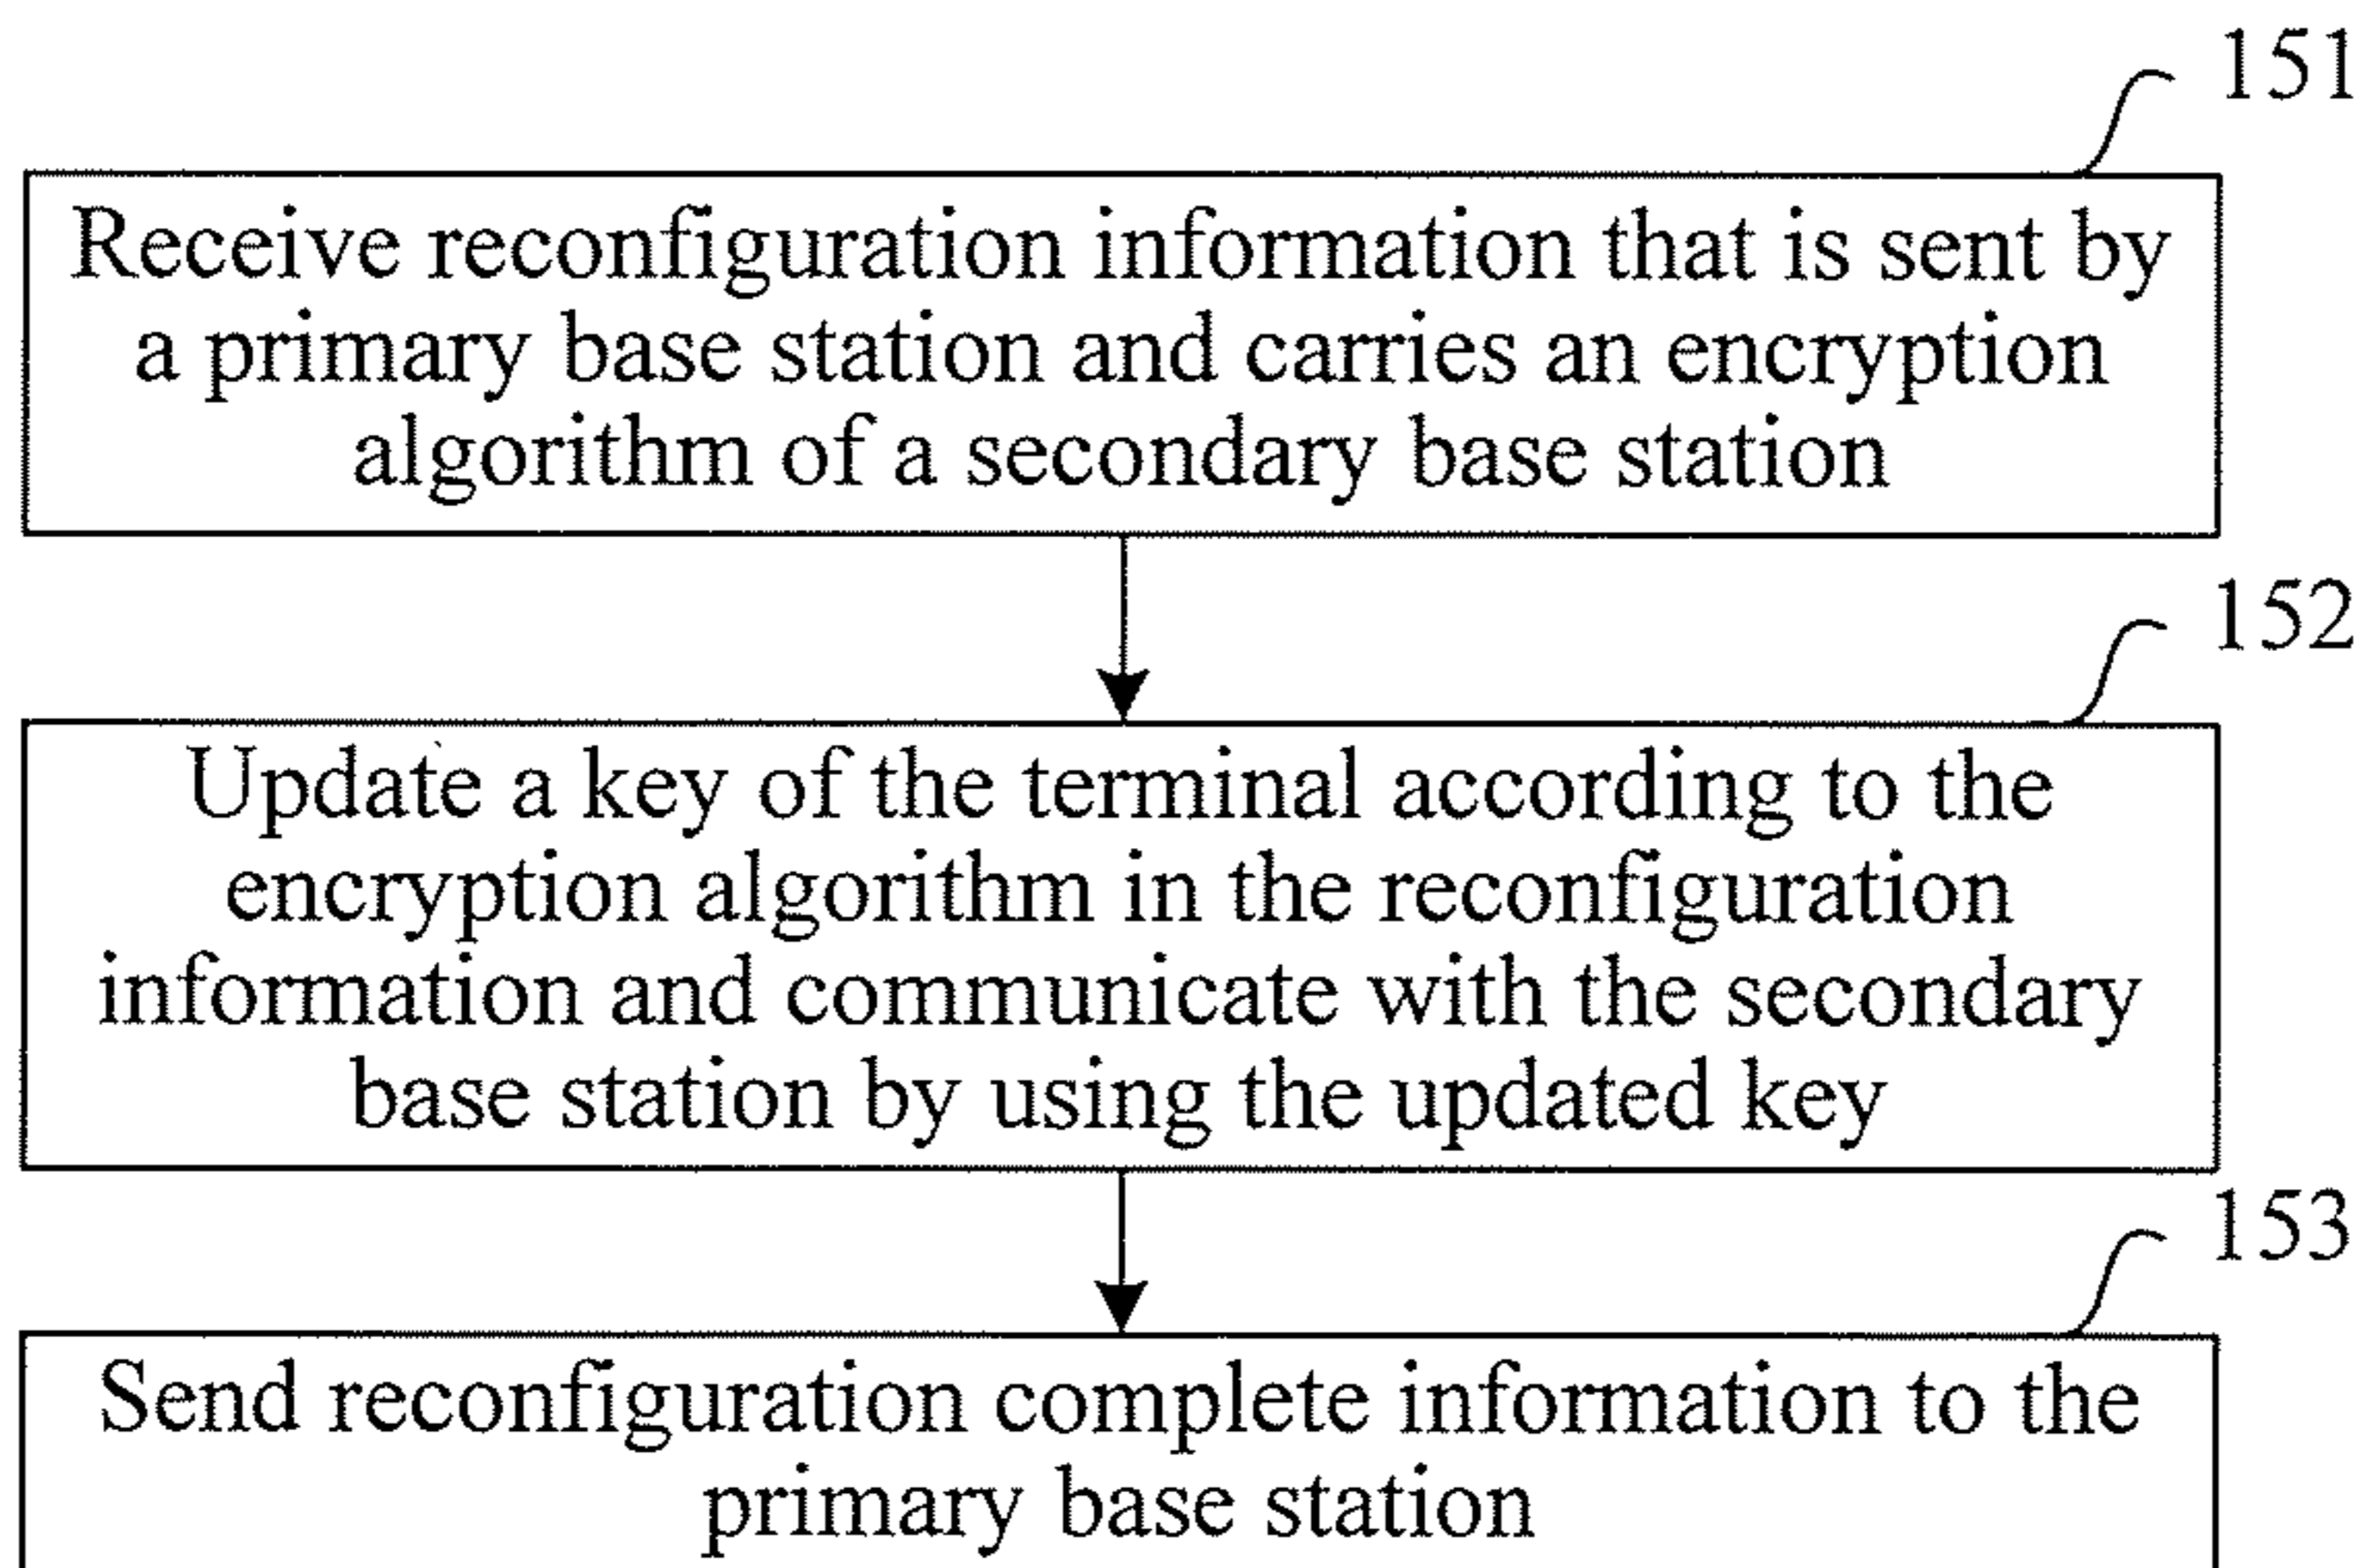 151
Receive reconfiguration information that is sent by
a primary base station and carries an encryption
algorithm of a secondary base station
152
Update a key of the terminal according to the
encryption algorithm in the reconfiguration
information and communicate with the secondary
base station by using the updated key
153
Send reconfiguration complete information to the
primary base station